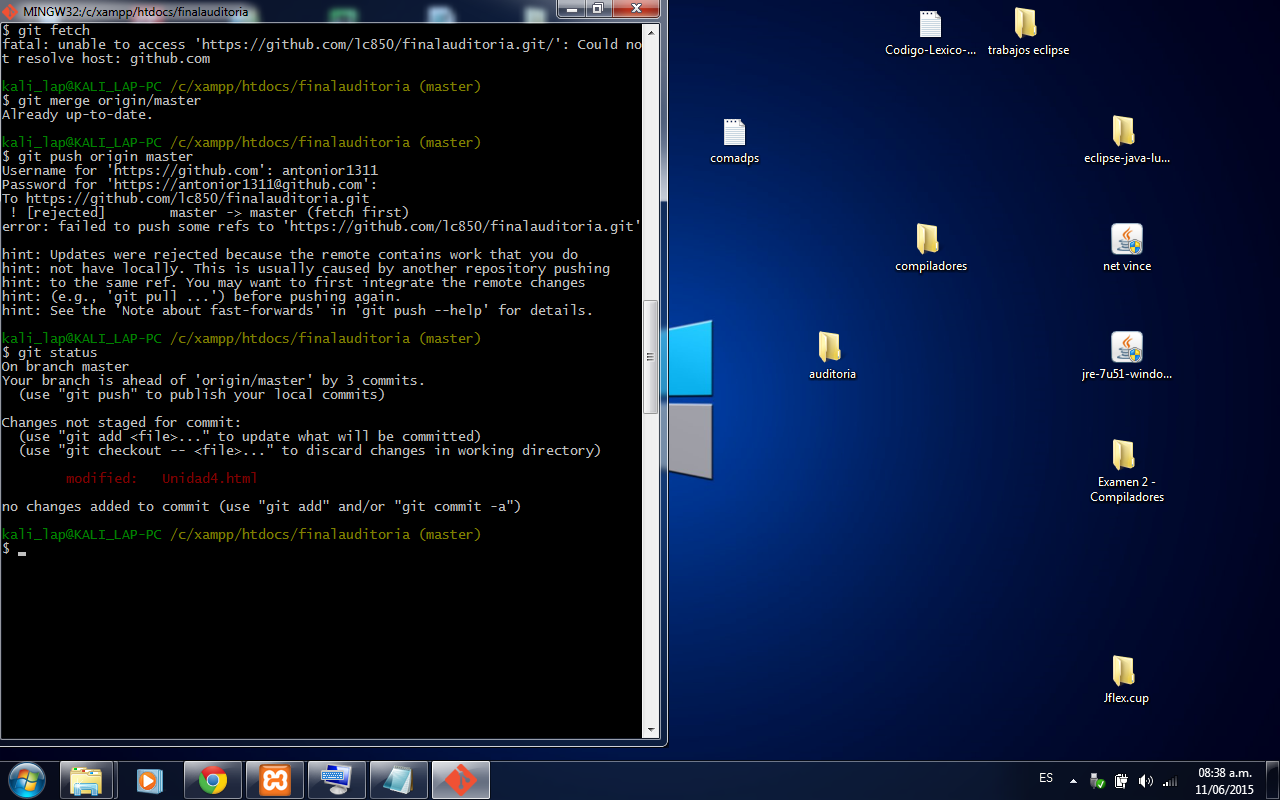 MINGW32:/c/xampp/htdocs/finalauditoria
$ git fetch
fatal: unable to access 'https://github.com/lc850/finalauditoria.git/': Could no
t resolve host: github.com
kali_lap@KALI_LAP-PC /c/xampp/htdocs/finalauditoria (master)
$ git merge origin/master
Already up-to-date.
kali_lap@KALI_LAP-PC /c/xampp/htdocs/finalauditoria (master)
$ git push origin master
Username for 'https://github.com': antonior1311
Password for 'https://antonior1311@github.com':
To https://github.com/lc850/finalauditoria.git
 ! [rejected]        master -> master (fetch first)
error: failed to push some refs to 'https://github.com/lc850/finalauditoria.git'
hint: Updates were rejected because the remote contains work that you do
hint: not have locally. This is usually caused by another repository pushing
hint: to the same ref. You may want to first integrate the remote changes
hint: (e.g., 'git pull ...') before pushing again.
hint: See the 'Note about fast-forwards' in 'git push --help' for details.
kali_lap@KALI_LAP-PC /c/xampp/htdocs/finalauditoria (master)
$ git status
On branch master
Your branch is ahead of 'origin/master' by 3 commits.
  (use "git push" to publish your local commits)
Changes not staged for commit:
  (use "git add <file>..." to update what will be committed)
  (use "git checkout -- <file>..." to discard changes in working directory)
        modified:   Unidad4.html
no changes added to commit (use "git add" and/or "git commit -a")
kali_lap@KALI_LAP-PC /c/xampp/htdocs/finalauditoria (master)
$
Codigo-Lexico-...
trabajos eclipse
comadps
eclipse-java-lu...
compiladores
net vince
auditoria
jre-7u51-windo...
Examen 2 -
Compiladores
Jflex.cup
ES
08:38 a.m.
11/06/2015